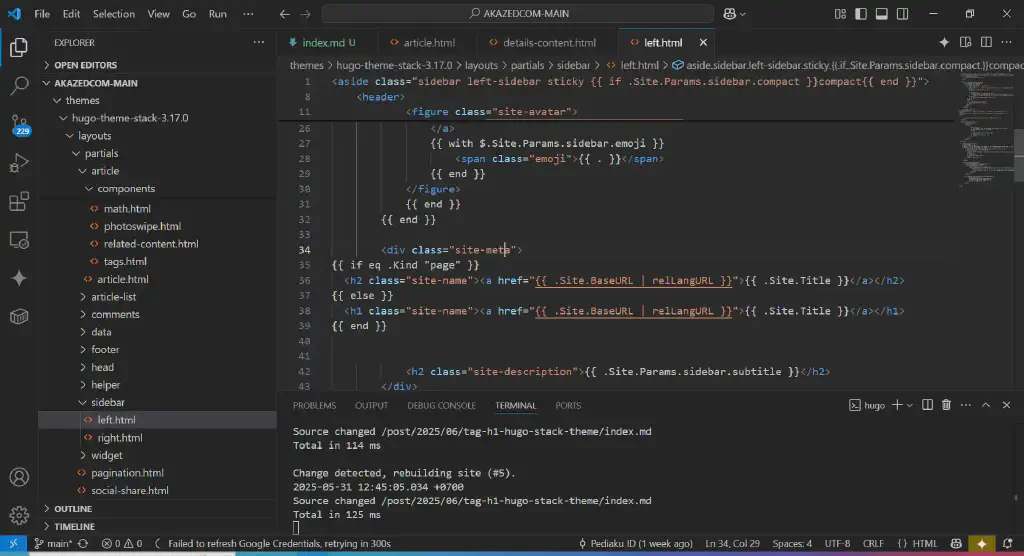 File Edit Selection View Go Run ···
AKAZEDCOM-MAIN
EXPLORER ···
index.md U
article.html
details-content.html
left.html
themes > hugo-theme-stack-3.17.0 > layouts > partials > sidebar > left.html > aside.class.sidebar.left-sidebar.sticky.{{.if..Site.Params.sidebar.compact.}}compac
OPEN EDITORS
AKAZEDCOM-MAIN
themes
hugo-theme-stack-3.17.0
layouts
partials
article
components
math.html
photoswipe.html
related-content.html
tags.html
article.html
article-list
comments
data
footer
head
helper
sidebar
left.html
right.html
widget
pagination.html
social-share.html
OUTLINE
TIMELINE
229
1 <aside class="sidebar left-sidebar sticky {{ if .Site.Params.sidebar.compact }}compact{{ end }}">
8 <header>
11 <figure class="site-avatar">
26 </a>
27 {{ with $.Site.Params.sidebar.emoji }}
28 <span class="emoji">{{ . }}</span>
29 {{ end }}
30 </figure>
31 {{ end }}
32 {{ end }}
33
34 <div class="site-meta">
35 {{ if eq .Kind "page" }}
36 <h2 class="site-name"><a href="{{ .Site.BaseURL | relLangURL }}">{{ .Site.Title }}</a></h2>
37 {{ else }}
38 <h1 class="site-name"><a href="{{ .Site.BaseURL | relLangURL }}">{{ .Site.Title }}</a></h1>
39 {{ end }}
40
41
42 <h2 class="site-description">{{ .Site.Params.sidebar.subtitle }}</h2>
43 </div>
PROBLEMS OUTPUT DEBUG CONSOLE TERMINAL PORTS
hugo
Source changed /post/2025/06/tag-h1-hugo-stack-theme/index.md
Total in 114 ms
Change detected, rebuilding site (#5).
2025-05-31 12:45:05.034 +0700
Source changed /post/2025/06/tag-h1-hugo-stack-theme/index.md
Total in 125 ms
main* 0 0 Failed to refresh Google Credentials, retrying in 300s
Pediaku ID (1 week ago) Ln 34, Col 29 Spaces: 4 UTF-8 CRLF {} HTML